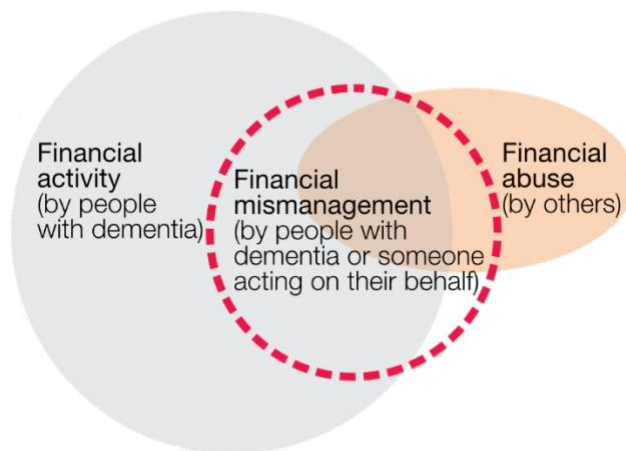 Financial
activity
(by people
with dementia)
Financial
mismanagement
(by people with
dementia or someone
acting on their behalf)
Financial
abuse
(by others)